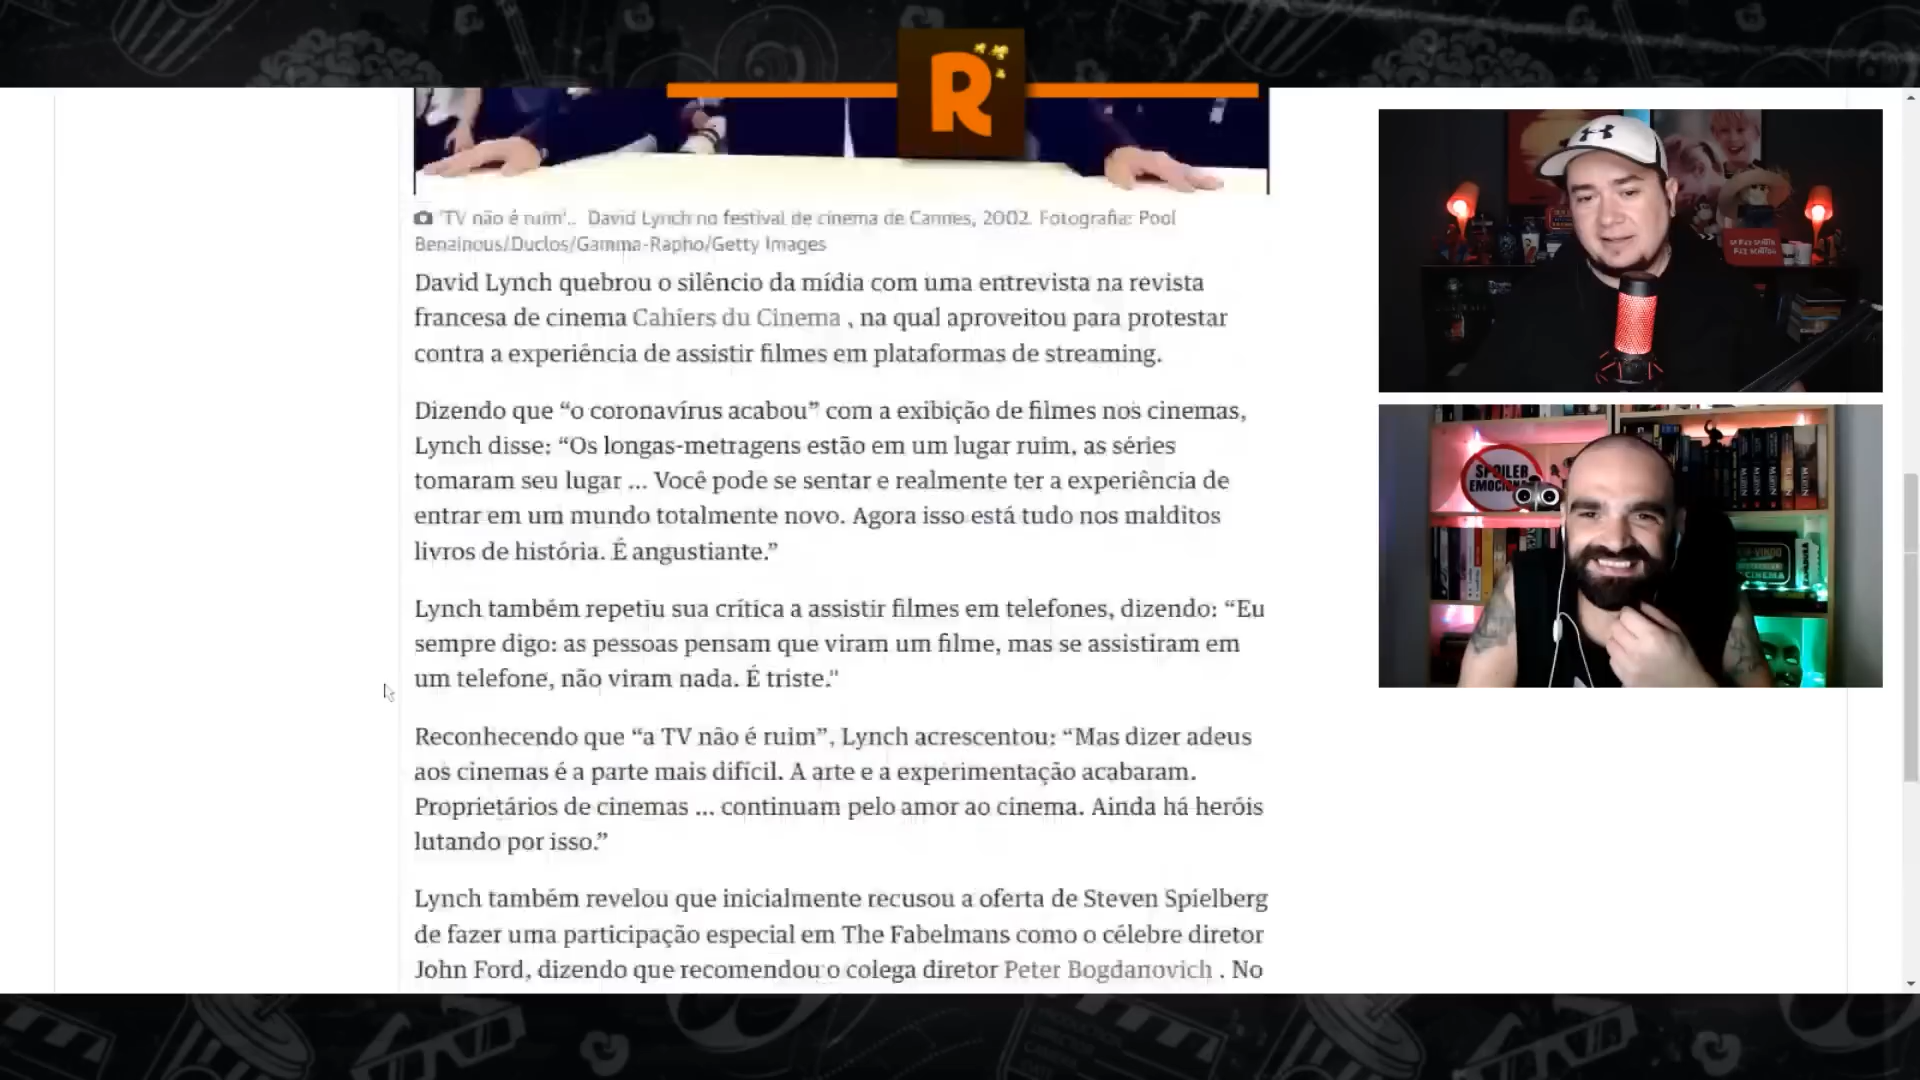 R
'TV não é ruim'... David Lynch no festival de cinema de Cannes, 2002. Fotografia: Pool
Benainous/Duclos/Gamma-Rapho/Getty Images
David Lynch quebrou o silêncio da mídia com uma entrevista na revista
francesa de cinema Cahiers du Cinema , na qual aproveitou para protestar
contra a experiência de assistir filmes em plataformas de streaming.
Dizendo que “o coronavírus acabou” com a exibição de filmes nos cinemas,
Lynch disse: “Os longas-metragens estão em um lugar ruim, as séries
tomaram seu lugar ... Você pode se sentar e realmente ter a experiência de
entrar em um mundo totalmente novo. Agora isso está tudo nos malditos
livros de história. É angustiante.”
Lynch também repetiu sua crítica a assistir filmes em telefones, dizendo: “Eu
sempre digo: as pessoas pensam que viram um filme, mas se assistiram em
um telefone, não viram nada. É triste."
Reconhecendo que “a TV não é ruim”, Lynch acrescentou: “Mas dizer adeus
aos cinemas é a parte mais difícil. A arte e a experimentação acabaram.
Proprietários de cinemas ... continuam pelo amor ao cinema. Ainda há heróis
lutando por isso.”
Lynch também revelou que inicialmente recusou a oferta de Steven Spielberg
de fazer uma participação especial em The Fabelmans como o célebre diretor
John Ford, dizendo que recomendou o colega diretor Peter Bogdanovich . No
SPOILER
CINEMA